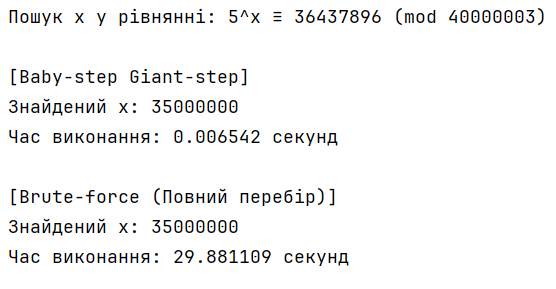 Пошук x у рівнянні: 5^x ≡ 36437896 (mod 40000003)
[Baby-step Giant-step]
Знайдений x: 35000000
Час виконання: 0.006542 секунд
[Brute-force (Повний перебір)]
Знайдений x: 35000000
Час виконання: 29.881109 секунд